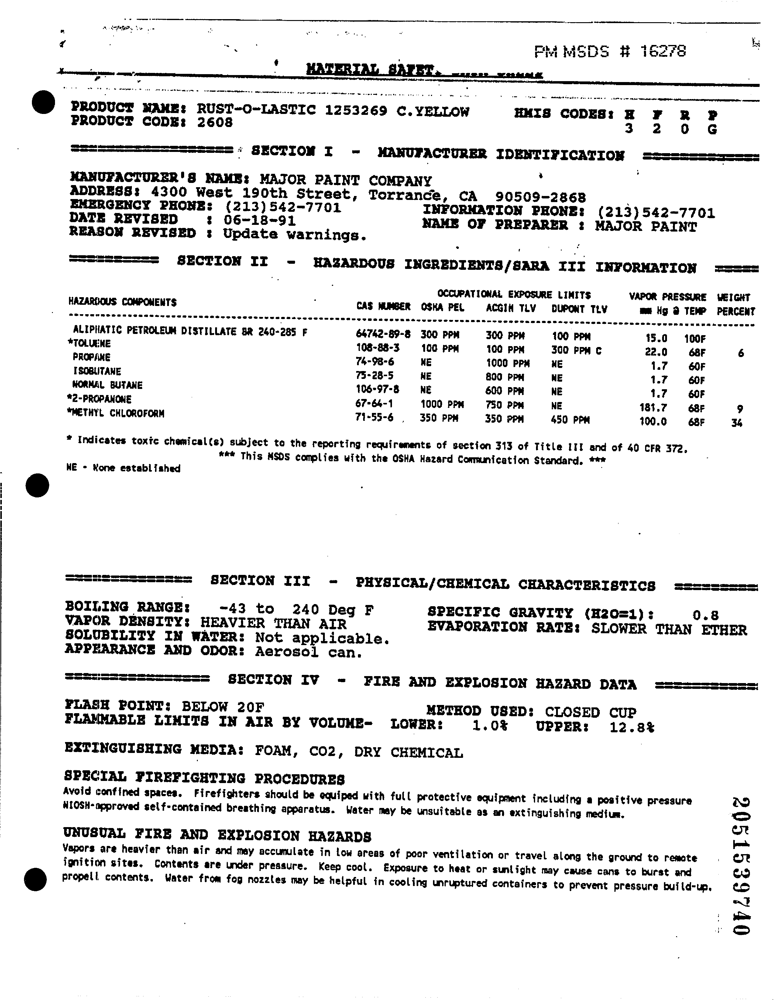 PM MSDS # 16278
MATERIAL SAFET
PRODUCT NAME: RUST-O-LASTIC 1253269 C.YELLOW HMIS CODES: H F R P
PRODUCT CODE: 2608 3 2 0 G
=================== SECTION I - MANUFACTURER IDENTIFICATION =============
MANUFACTURER'S NAME: MAJOR PAINT COMPANY
ADDRESS: 4300 West 190th Street, Torrance, CA 90509-2868
EMERGENCY PHONE: (213)542-7701 INFORMATION PHONE: (213)542-7701
DATE REVISED : 06-18-91 NAME OF PREPARER : MAJOR PAINT
REASON REVISED : Update warnings.
========== SECTION II - HAZARDOUS INGREDIENTS/SARA III INFORMATION =====
OCCUPATIONAL EXPOSURE LIMITS VAPOR PRESSURE WEIGHT
HAZARDOUS COMPONENTS CAS NUMBER OSHA PEL ACGIH TLV DUPONT TLV mm Hg @ TEMP PERCENT
ALIPHATIC PETROLEUM DISTILLATE BR 240-285 F 64742-89-8 300 PPM 300 PPM 100 PPM 15.0 100F
*TOLUENE 108-88-3 100 PPM 100 PPM 300 PPM C 22.0 68F 6
PROPANE 74-98-6 NE 1000 PPM NE 1.7 60F
ISOBUTANE 75-28-5 NE 800 PPM NE 1.7 60F
NORMAL BUTANE 106-97-8 NE 600 PPM NE 1.7 60F
*2-PROPANONE 67-64-1 1000 PPM 750 PPM NE 181.7 68F 9
*METHYL CHLOROFORM 71-55-6 350 PPM 350 PPM 450 PPM 100.0 68F 34
* Indicates toxic chemical(s) subject to the reporting requirements of section 313 of Title III and of 40 CFR 372.
*** This MSDS complies with the OSHA Hazard Communication Standard. ***
NE - None established
============== SECTION III - PHYSICAL/CHEMICAL CHARACTERISTICS =========
BOILING RANGE: -43 to 240 Deg F SPECIFIC GRAVITY (H2O=1): 0.8
VAPOR DENSITY: HEAVIER THAN AIR EVAPORATION RATE: SLOWER THAN ETHER
SOLUBILITY IN WATER: Not applicable.
APPEARANCE AND ODOR: Aerosol can.
================ SECTION IV - FIRE AND EXPLOSION HAZARD DATA ===========
FLASH POINT: BELOW 20F METHOD USED: CLOSED CUP
FLAMMABLE LIMITS IN AIR BY VOLUME- LOWER: 1.0% UPPER: 12.8%
EXTINGUISHING MEDIA: FOAM, CO2, DRY CHEMICAL
SPECIAL FIREFIGHTING PROCEDURES
Avoid confined spaces. Firefighters should be equiped with full protective equipment including a positive pressure
NIOSH-approved self-contained breathing apparatus. Water may be unsuitable as an extinguishing medium.
UNUSUAL FIRE AND EXPLOSION HAZARDS
Vapors are heavier than air and may accumulate in low areas of poor ventilation or travel along the ground to remote
ignition sites. Contents are under pressure. Keep cool. Exposure to heat or sunlight may cause cans to burst and
propell contents. Water from fog nozzles may be helpful in cooling unruptured containers to prevent pressure build-up.
2051539740